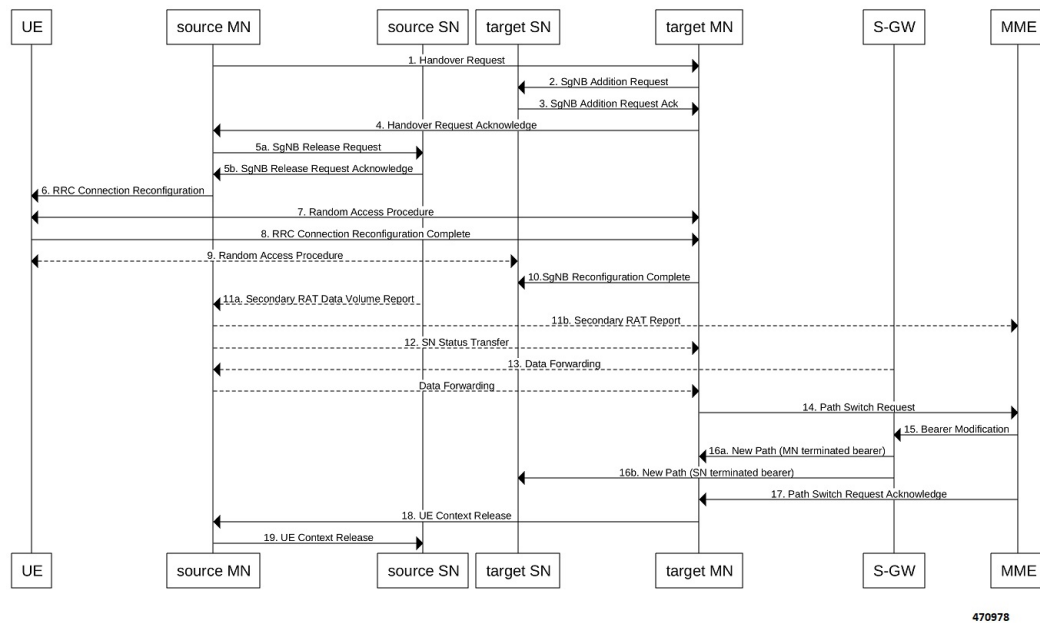 UE
source MN
source SN
target SN
target MN
S-GW
MME
1. Handover Request
2. SgNB Addition Request
3. SgNB Addition Request Ack
4. Handover Request Acknowledge
5a. SgNB Release Request
5b. SgNB Release Request Acknowledge
6. RRC Connection Reconfiguration
7. Random Access Procedure
8. RRC Connection Reconfiguration Complete
9. Random Access Procedure
10.SgNB Reconfiguration Complete
11a. Secondary RAT Data Volume Report
11b. Secondary RAT Report
12. SN Status Transfer
13. Data Forwarding
Data Forwarding
14. Path Switch Request
15. Bearer Modification
16a. New Path (MN terminated bearer)
16b. New Path (SN terminated bearer)
17. Path Switch Request Acknowledge
18. UE Context Release
19. UE Context Release
UE
source MN
source SN
target SN
target MN
S-GW
MME
470978